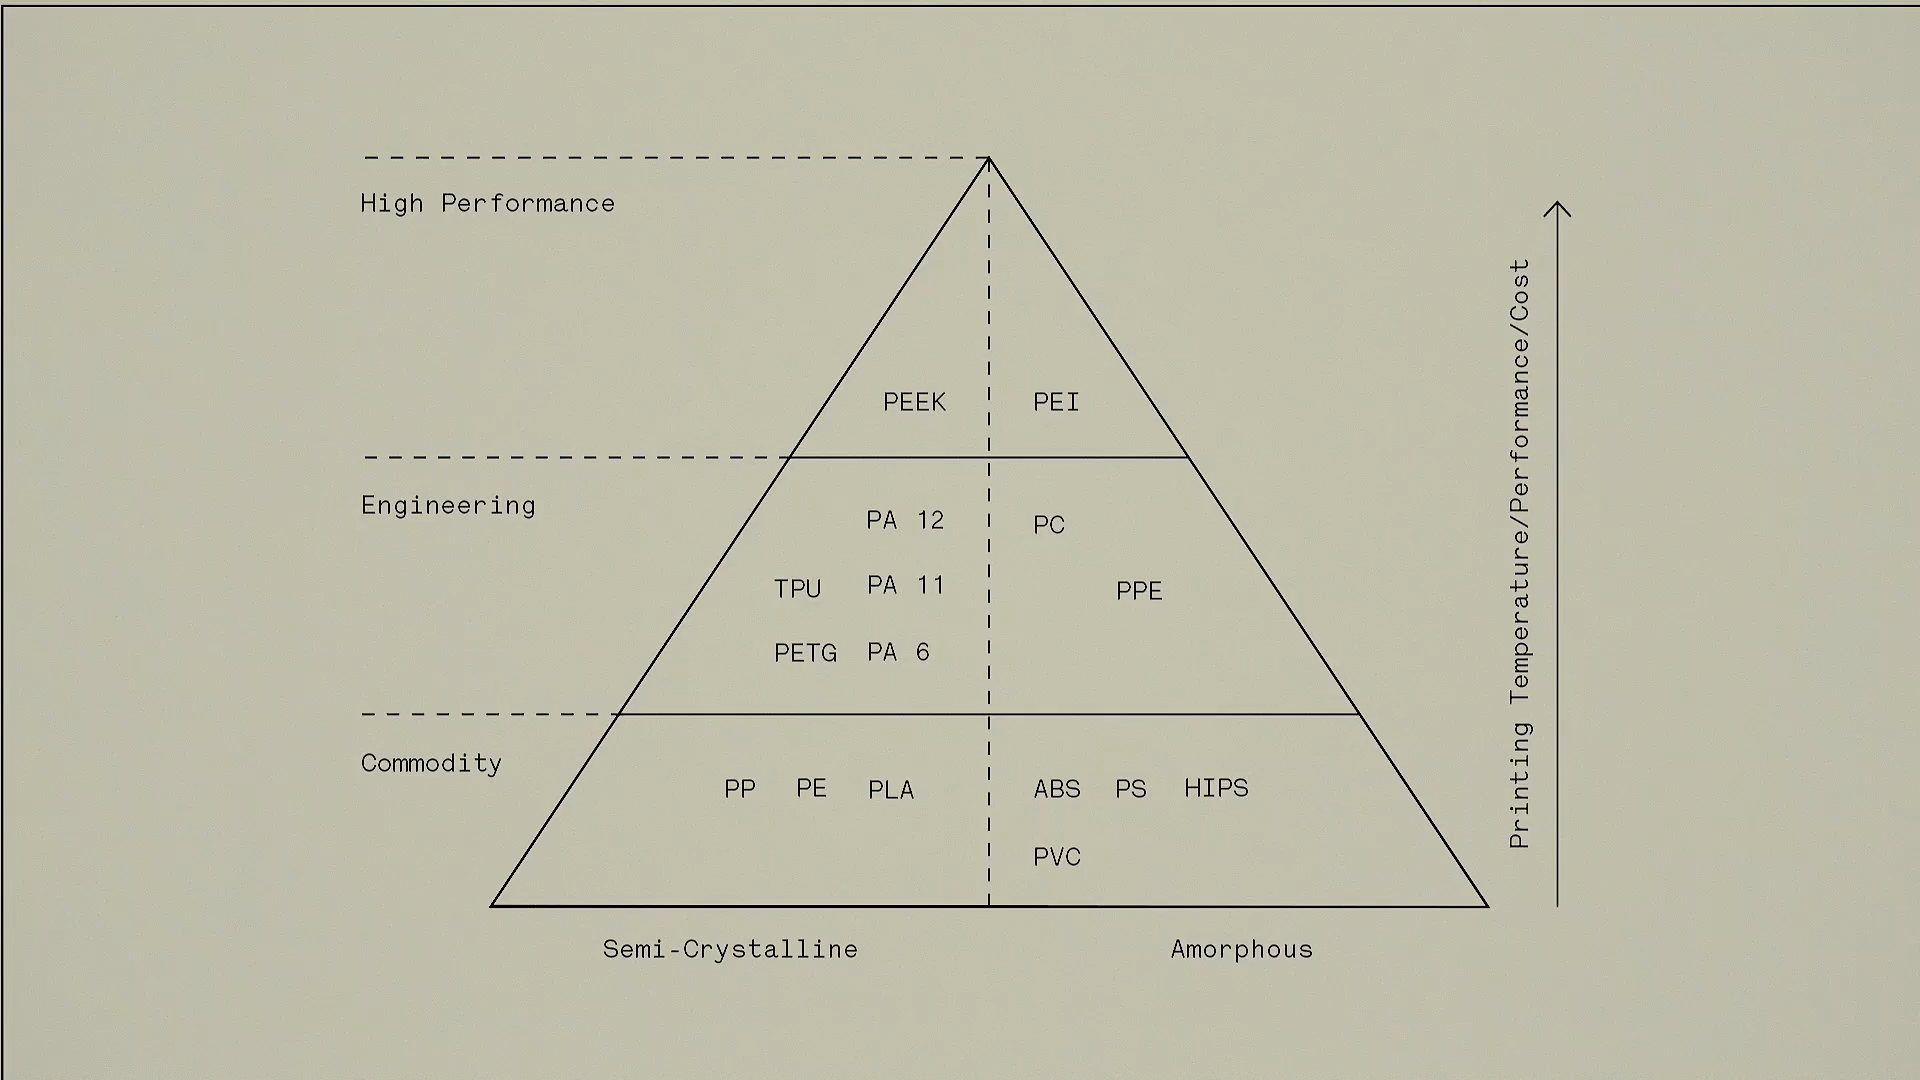 High Performance
PEEK PEI
Engineering
PA 12 PC
TPU PA 11 PPE
PETG PA 6
Commodity
PP PE PLA ABS PS HIPS
PVC
Semi-Crystalline Amorphous
Printing Temperature/Performance/Cost